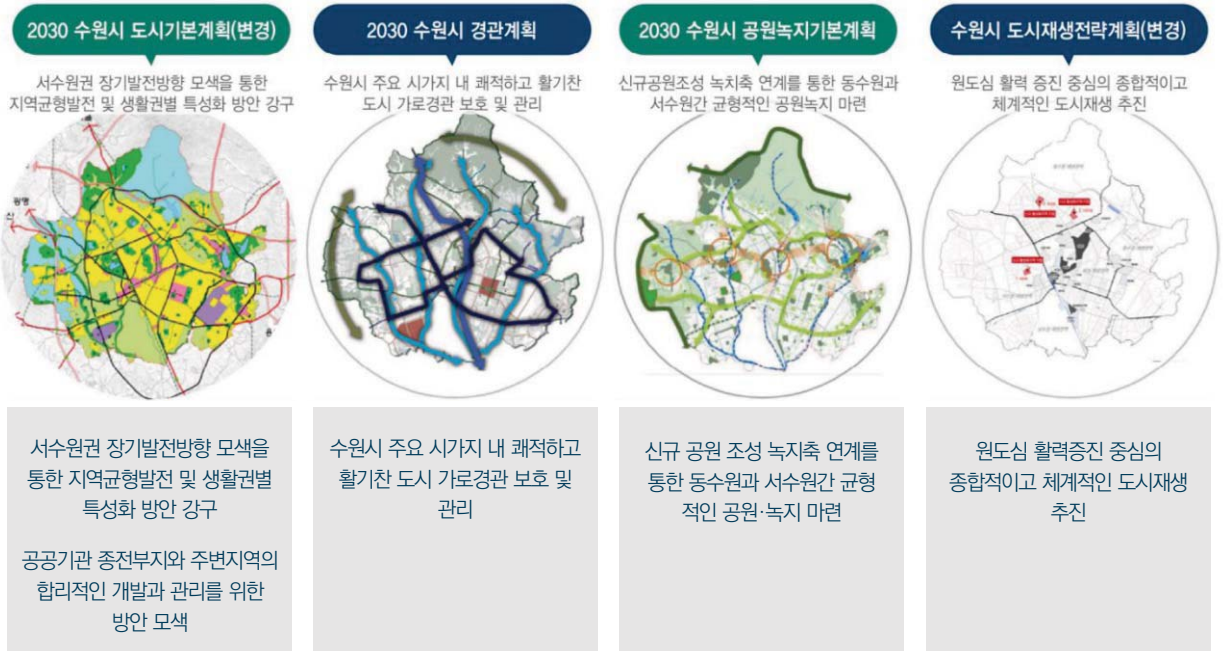 2030 수원시 도시기본계획(변경)
서수원권 장기발전방향 모색을 통한
지역균형발전 및 생활권별 특성화 방안 강구
광명
서수원권 장기발전방향 모색을
통한 지역균형발전 및 생활권별
특성화 방안 강구
공공기관 종전부지와 주변지역의
합리적인 개발과 관리를 위한
방안 모색
2030 수원시 경관계획
수원시 주요 시가지 내 쾌적하고 활기찬
도시 가로경관 보호 및 관리
수원시 주요 시가지 내 쾌적하고
활기찬 도시 가로경관 보호 및
관리
2030 수원시 공원녹지기본계획
신규공원조성 녹지축 연계를 통한 동수원과
서수원간 균형적인 공원녹지 마련
신규 공원 조성 녹지축 연계를
통한 동수원과 서수원간 균형
적인 공원·녹지 마련
수원시 도시재생전략계획(변경)
원도심 활력 증진 중심의 종합적이고
체계적인 도시재생 추진
원도심 활력증진 중심의
종합적이고 체계적인 도시재생
추진